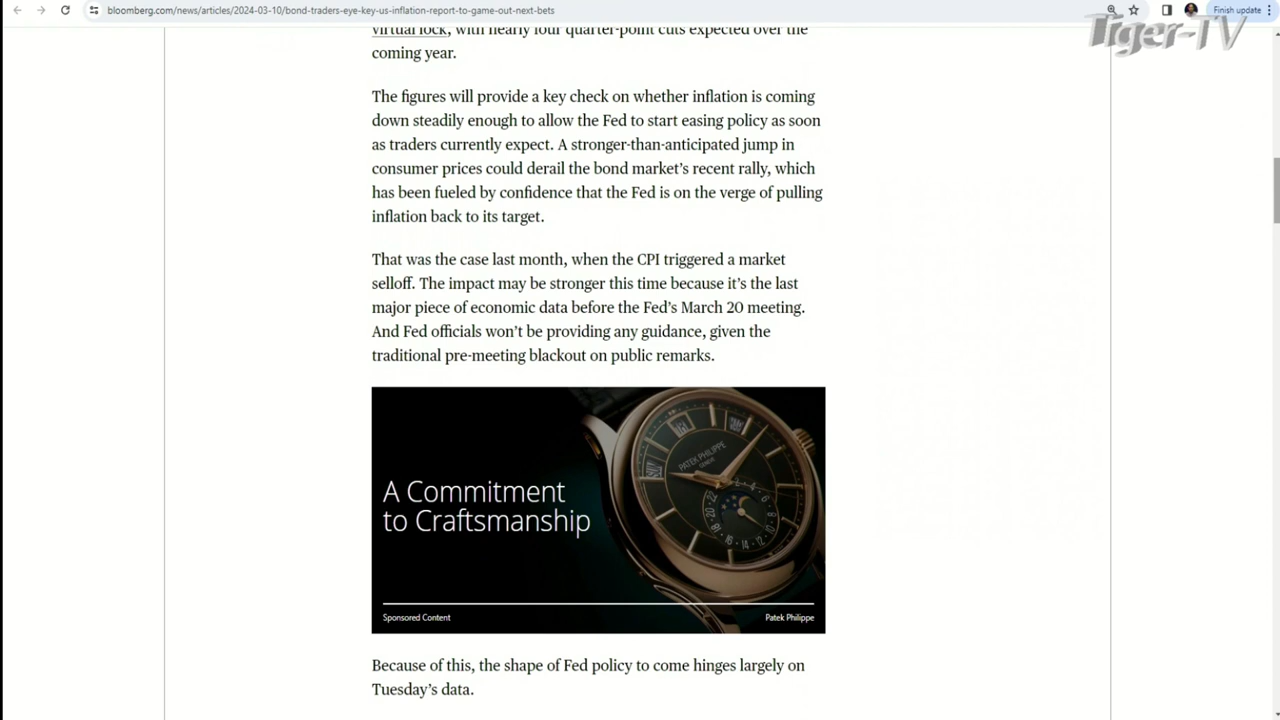 bloomberg.com/news/articles/2024-03-10/bond-traders-eye-key-us-inflation-report-to-game-out-next-bets
Finish update
Tiger-TV
virtual lock, with nearly four quarter-point cuts expected over the
coming year.
The figures will provide a key check on whether inflation is coming
down steadily enough to allow the Fed to start easing policy as soon
as traders currently expect. A stronger-than-anticipated jump in
consumer prices could derail the bond market's recent rally, which
has been fueled by confidence that the Fed is on the verge of pulling
inflation back to its target.
That was the case last month, when the CPI triggered a market
selloff. The impact may be stronger this time because it's the last
major piece of economic data before the Fed's March 20 meeting.
And Fed officials won't be providing any guidance, given the
traditional pre-meeting blackout on public remarks.
PATEK PHILIPPE
GENEVE
A Commitment
to Craftsmanship
Sponsored Content
Patek Philippe
Because of this, the shape of Fed policy to come hinges largely on
Tuesday's data.